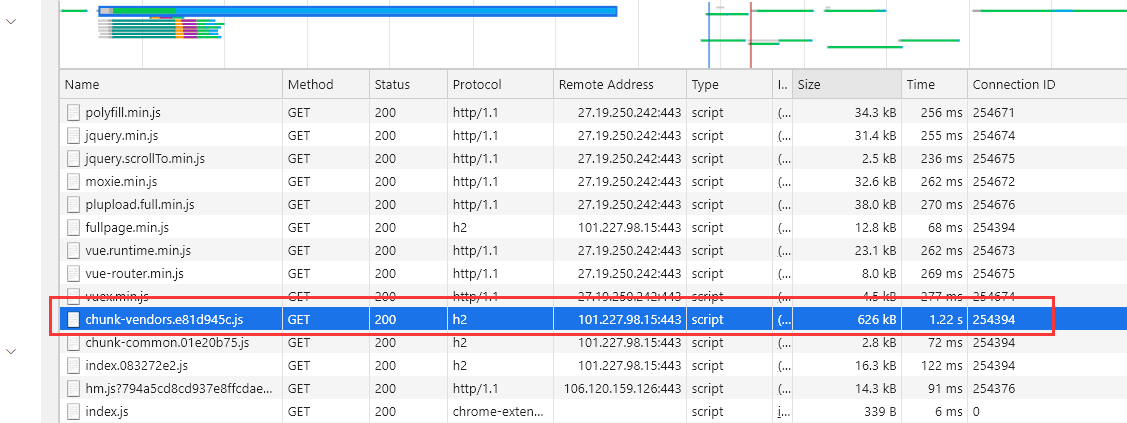 Name Method Status Protocol Remote Address Type I.. Size Time Connection ID
polyfill.min.js GET 200 http/1.1 27.19.250.242:443 script (... 34.3 kB 256 ms 254671
jquery.min.js GET 200 http/1.1 27.19.250.242:443 script (... 31.4 kB 255 ms 254674
jquery.scrollTo.min.js GET 200 http/1.1 27.19.250.242:443 script (... 2.5 kB 236 ms 254675
moxie.min.js GET 200 http/1.1 27.19.250.242:443 script (... 32.6 kB 262 ms 254672
plupload.full.min.js GET 200 http/1.1 27.19.250.242:443 script (... 38.0 kB 270 ms 254676
fullpage.min.js GET 200 h2 101.227.98.15:443 script (... 12.8 kB 68 ms 254394
vue.runtime.min.js GET 200 http/1.1 27.19.250.242:443 script (... 23.1 kB 262 ms 254673
vue-router.min.js GET 200 http/1.1 27.19.250.242:443 script (... 8.0 kB 269 ms 254675
vuex.min.js GET 200 http/1.1 27.19.250.242:443 script (... 4.5 kB 277 ms 254674
chunk-vendors.e81d945c.js GET 200 h2 101.227.98.15:443 script (... 626 kB 1.22 s 254394
chunk-common.01e20b75.js GET 200 h2 101.227.98.15:443 script (... 2.8 kB 72 ms 254394
index.083272e2.js GET 200 h2 101.227.98.15:443 script (... 16.3 kB 122 ms 254394
hm.js?794a5cd8cd937e8ffcdae... GET 200 http/1.1 106.120.159.126:443 script (... 14.3 kB 91 ms 254376
index.js GET 200 chrome-exten... script i... 339 B 6 ms 0